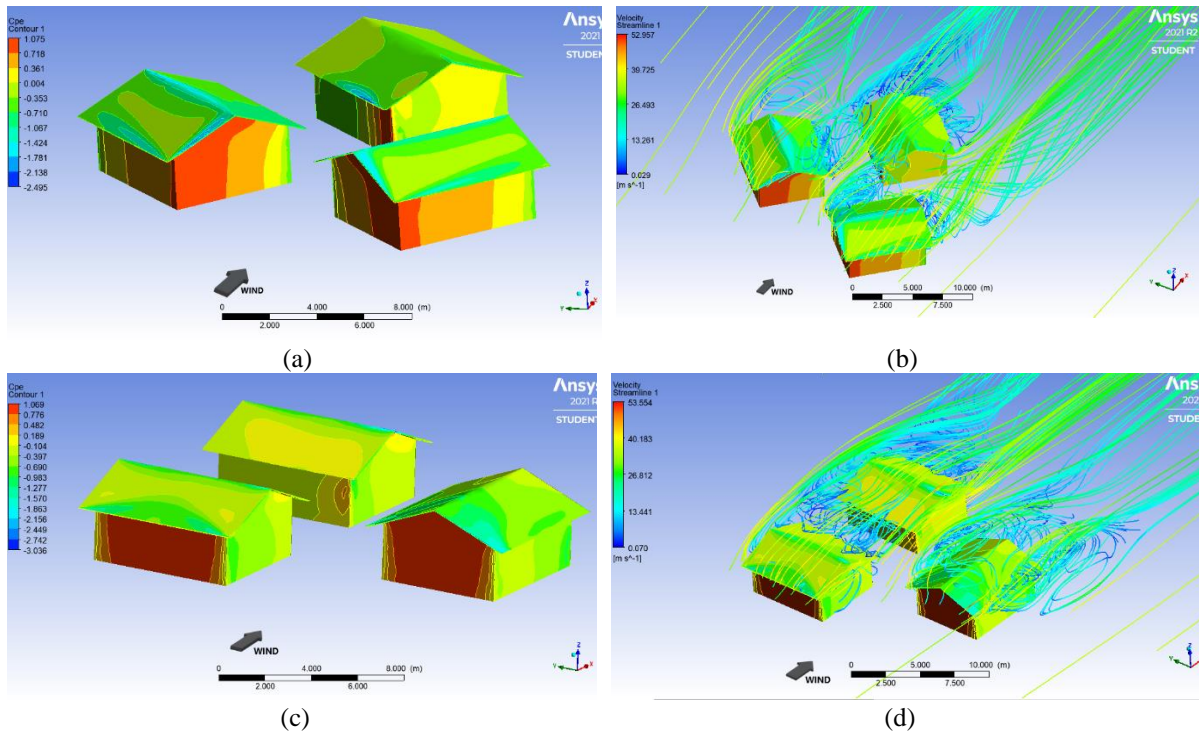 Cpe
Contour 1
1.075
0.718
0.361
0.004
-0.353
-0.710
-1.067
-1.424
-1.781
-2.138
-2.495
Ansys
2021
STUDENT
WIND
0 4.000 8.000 (m)
2.000 6.000
Z
Y
X
(a)
Velocity
Streamline 1
52.957
39.725
26.493
13.261
0.029
[m s^-1]
Ansys
2021 R2
STUDENT
WIND
0 5.000 10.000 (m)
2.500 7.500
Z
Y
X
(b)
Cpe
Contour 1
1.069
0.776
0.482
0.189
-0.104
-0.397
-0.690
-0.983
-1.277
-1.570
-1.863
-2.156
-2.449
-2.742
-3.036
Ansys
2021 R
STUDENT
WIND
0 4.000 8.000 (m)
2.000 6.000
Z
Y
X
(c)
Velocity
Streamline 1
53.554
40.183
26.812
13.441
0.070
[m s^-1]
Ansys
202
STUDE
WIND
0 5.000 10.000 (m)
2.500 7.500
Z
Y
(d)